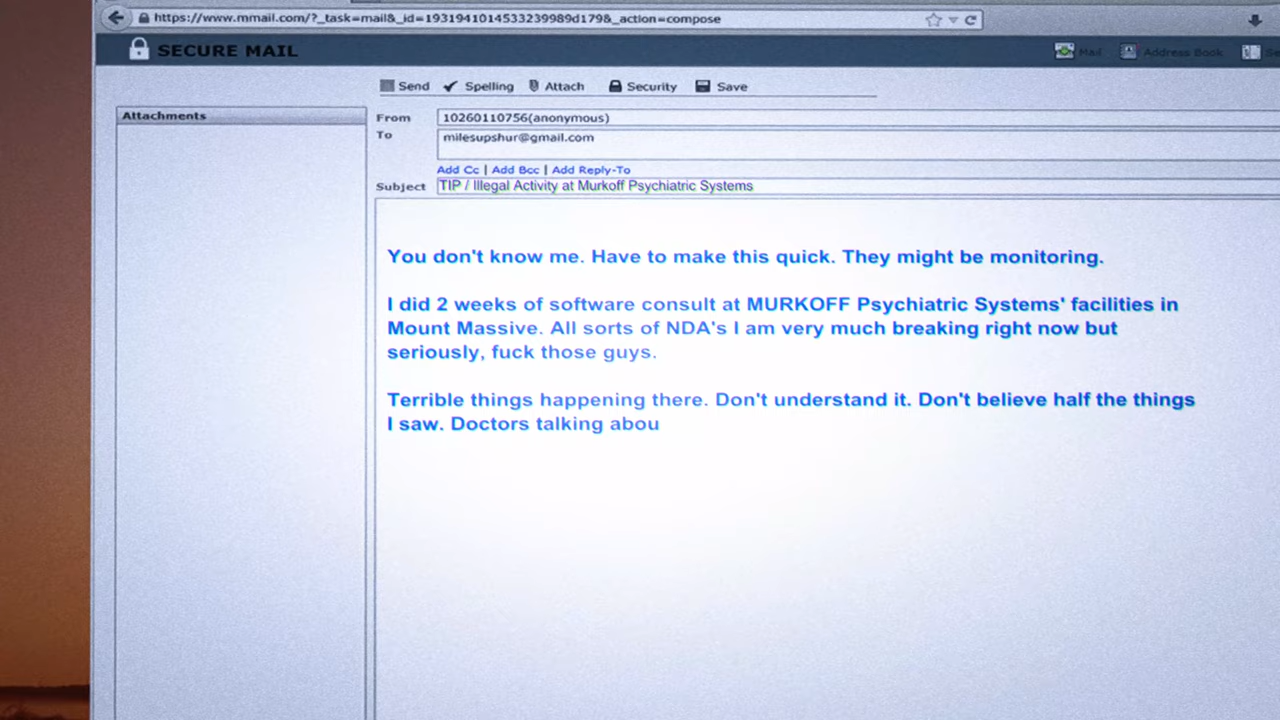 https://www.mmail.com/?_task=mail&_id=1931941014533239989d179&_action=compose
SECURE MAIL
Mail
Address Book
Send
Spelling
Attach
Security
Save
Attachments
From
10260110756(anonymous)
To
milesupshur@gmail.com
Add Cc | Add Bcc | Add Reply-To
Subject
TIP / Illegal Activity at Murkoff Psychiatric Systems
You don't know me. Have to make this quick. They might be monitoring.
I did 2 weeks of software consult at MURKOFF Psychiatric Systems' facilities in
Mount Massive. All sorts of NDA's I am very much breaking right now but
seriously, fuck those guys.
Terrible things happening there. Don't understand it. Don't believe half the things
I saw. Doctors talking abou